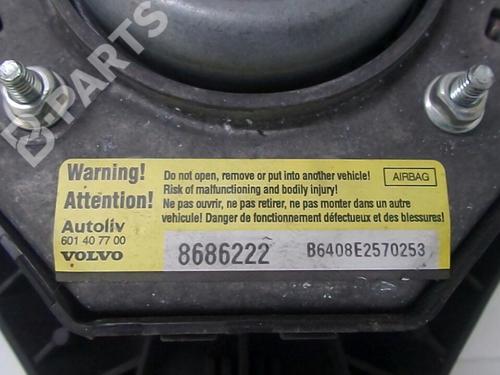 B-PARTS
Warning!
Attention!
Do not open, remove or put into another vehicle!
Risk of malfunctioning and bodily injury!
Ne pas ouvrir, ne pas retirer, ne pas monter dans un autre
vehicule! Danger de fonctionnement défectueux et des blessures!
AIRBAG
Autoliv
601 40 77 00
VOLVO
8686222
B6408E2570253